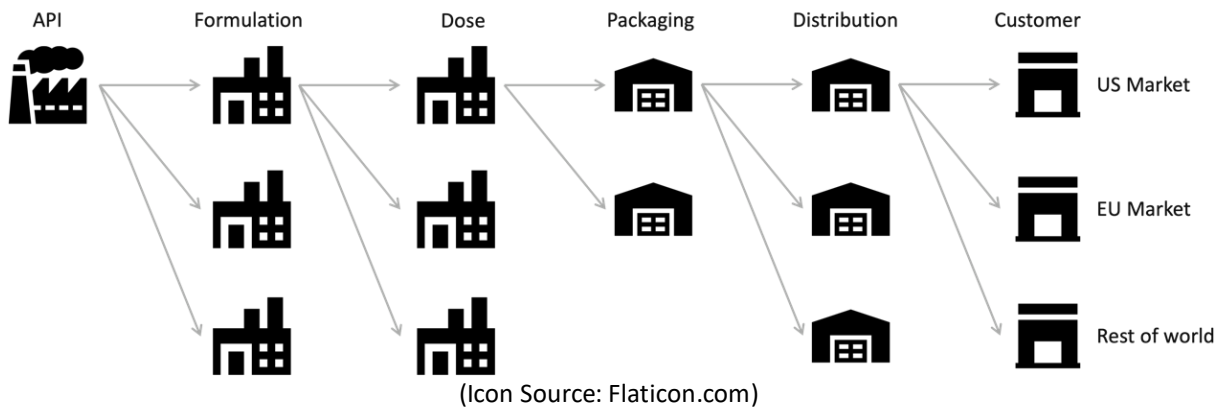 API
Formulation
Dose
Packaging
Distribution
Customer
US Market
EU Market
Rest of world
(Icon Source: Flaticon.com)